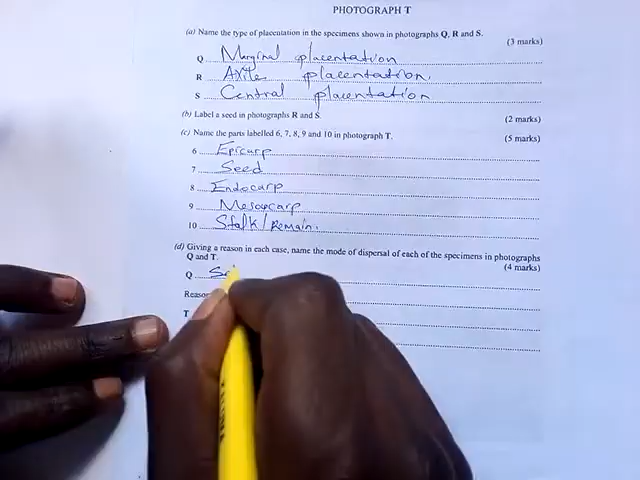 PHOTOGRAPH T
(a) Name the type of placentation in the specimens shown in photographs Q, R and S.
(3 marks)
Q Marginal placentation
R Axile placentation.
S Central placentation
(b) Label a seed in photographs R and S. (2 marks)
(c) Name the parts labelled 6, 7, 8, 9 and 10 in photograph T. (5 marks)
6 Epicarp
7 Seed
8 Endocarp
9 Mesocarp
10 Stalk/Remain.
(d) Giving a reason in each case, name the mode of dispersal of each of the specimens in photographs
Q and T. (4 marks)
Q
T